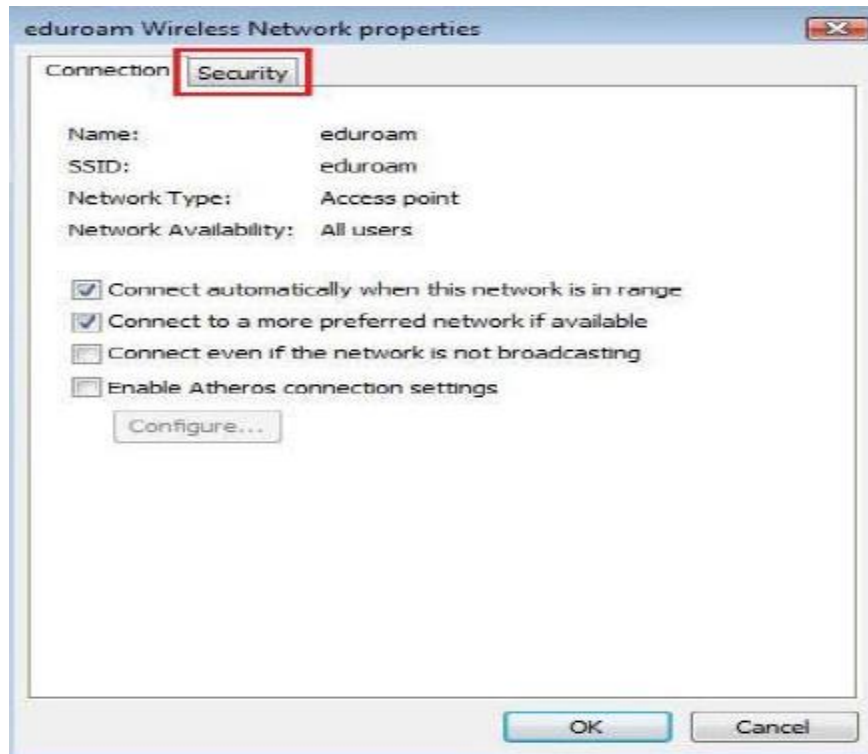 eduroam Wireless Network properties
Connection Security
Name: eduroam
SSID: eduroam
Network Type: Access point
Network Availability: All users
Connect automatically when this network is in range
Connect to a more preferred network if available
Connect even if the network is not broadcasting
Enable Atheros connection settings
Configure...
OK Cancel